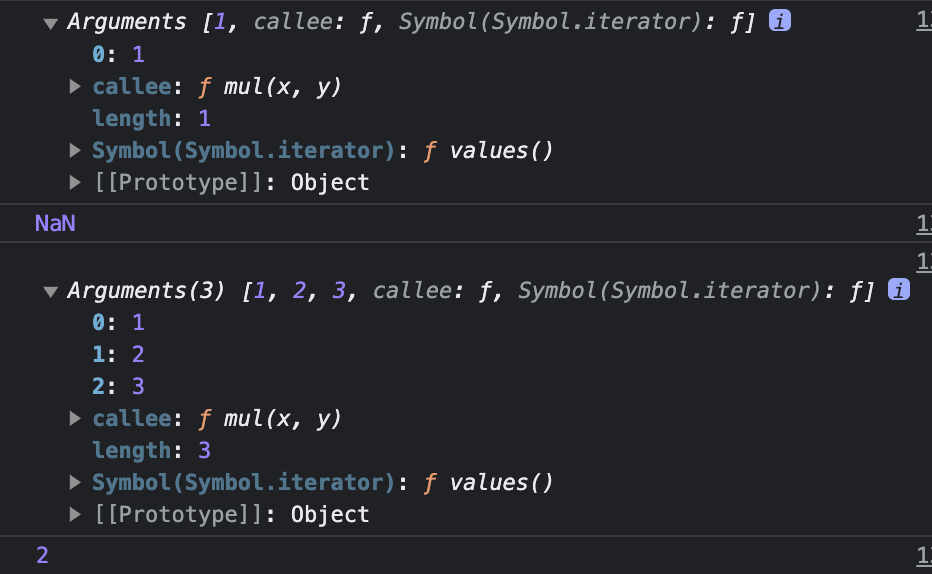 ▼ Arguments [1, callee: ƒ, Symbol(Symbol.iterator): ƒ] i
0: 1
▶ callee: ƒ mul(x, y)
length: 1
▶ Symbol(Symbol.iterator): ƒ values()
▶ [[Prototype]]: Object
NaN
▼ Arguments(3) [1, 2, 3, callee: ƒ, Symbol(Symbol.iterator): ƒ] i
0: 1
1: 2
2: 3
▶ callee: ƒ mul(x, y)
length: 3
▶ Symbol(Symbol.iterator): ƒ values()
▶ [[Prototype]]: Object
2